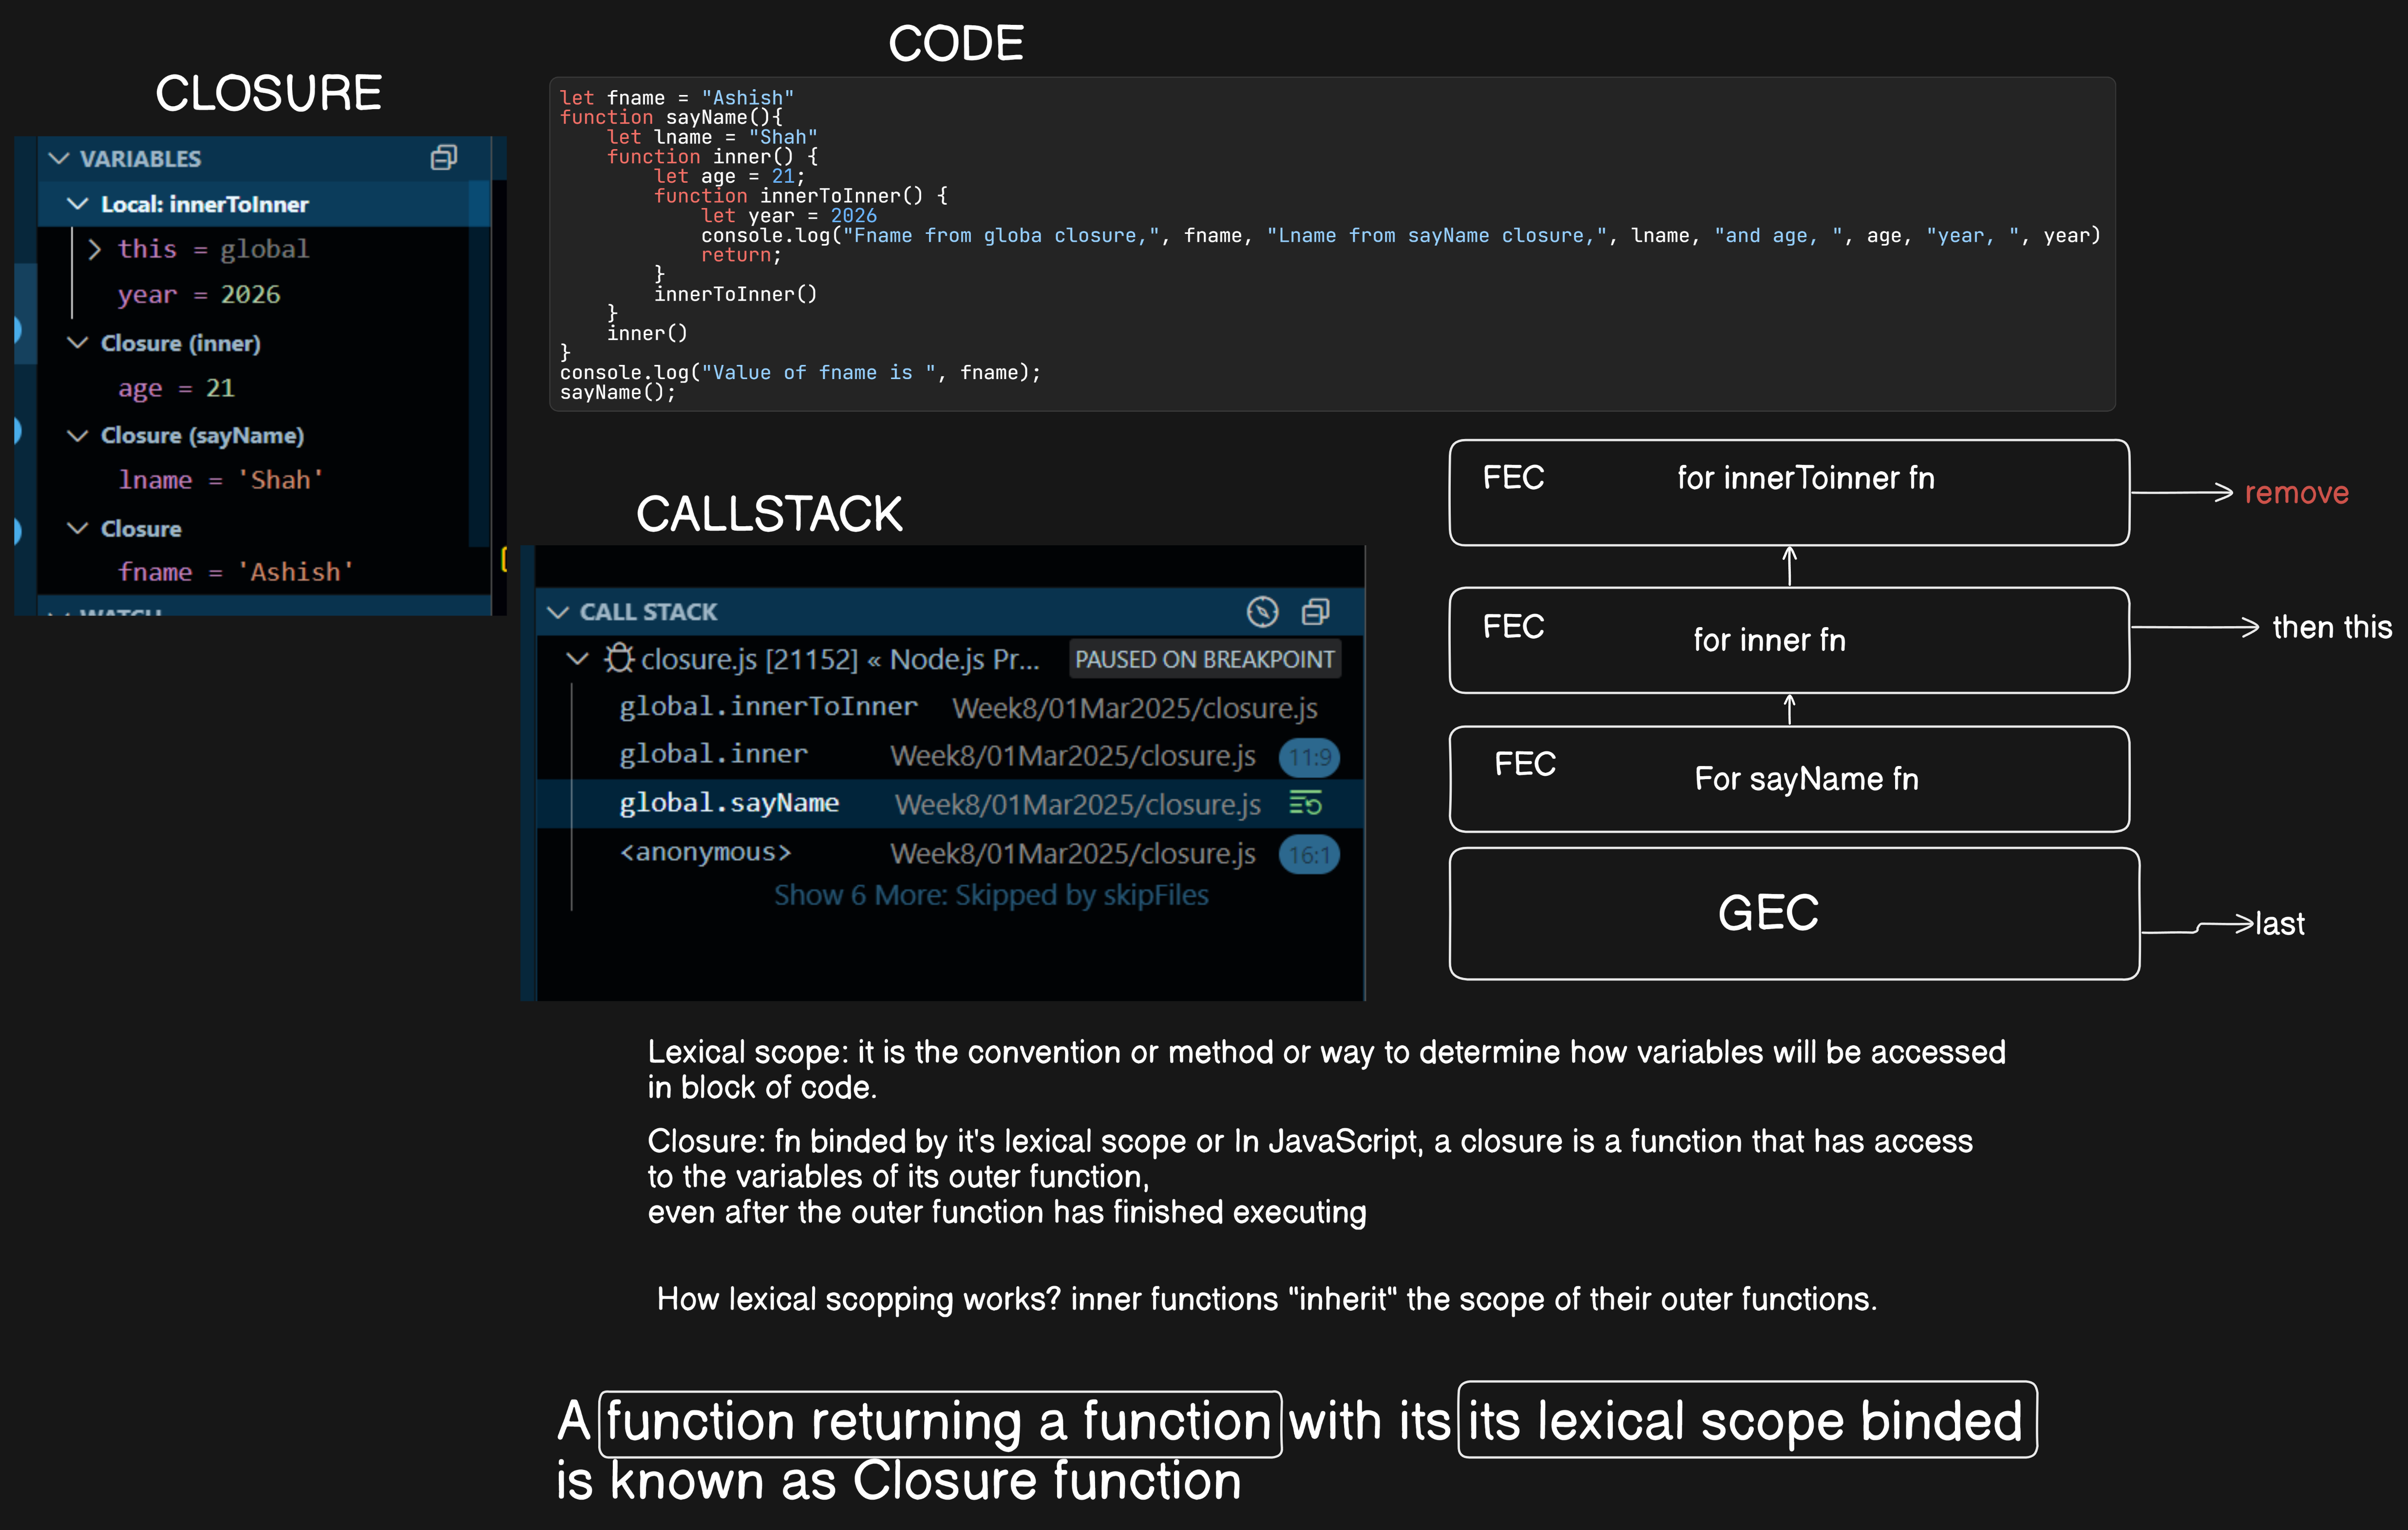 CODE
CLOSURE
VARIABLES
Local: innerToInner
this = global
year = 2026
Closure (inner)
age = 21
Closure (sayName)
lname = 'Shah'
Closure
fname = 'Ashish'
WATCH
let fname = "Ashish"
function sayName(){
    let lname = "Shah"
    function inner() {
        let age = 21;
        function innerToInner() {
            let year = 2026
            console.log("Fname from globa closure,", fname, "Lname from sayName closure,", lname, "and age, ", age, "year, ", year)
            return;
        }
        innerToInner()
    }
    inner()
}
console.log("Value of fname is ", fname);
sayName();
CALLSTACK
CALL STACK
closure.js [21152] « Node.js Pr... PAUSED ON BREAKPOINT
global.innerToInner Week8/01Mar2025/closure.js
global.inner Week8/01Mar2025/closure.js 11:9
global.sayName Week8/01Mar2025/closure.js
<anonymous> Week8/01Mar2025/closure.js 16:1
Show 6 More: Skipped by skipFiles
FEC for innerToinner fn remove
FEC for inner fn then this
FEC For sayName fn
GEC last
Lexical scope: it is the convention or method or way to determine how variables will be accessed
in block of code.
Closure: fn binded by it's lexical scope or In JavaScript, a closure is a function that has access
to the variables of its outer function,
even after the outer function has finished executing
How lexical scopping works? inner functions "inherit" the scope of their outer functions.
A function returning a function with its its lexical scope binded
is known as Closure function